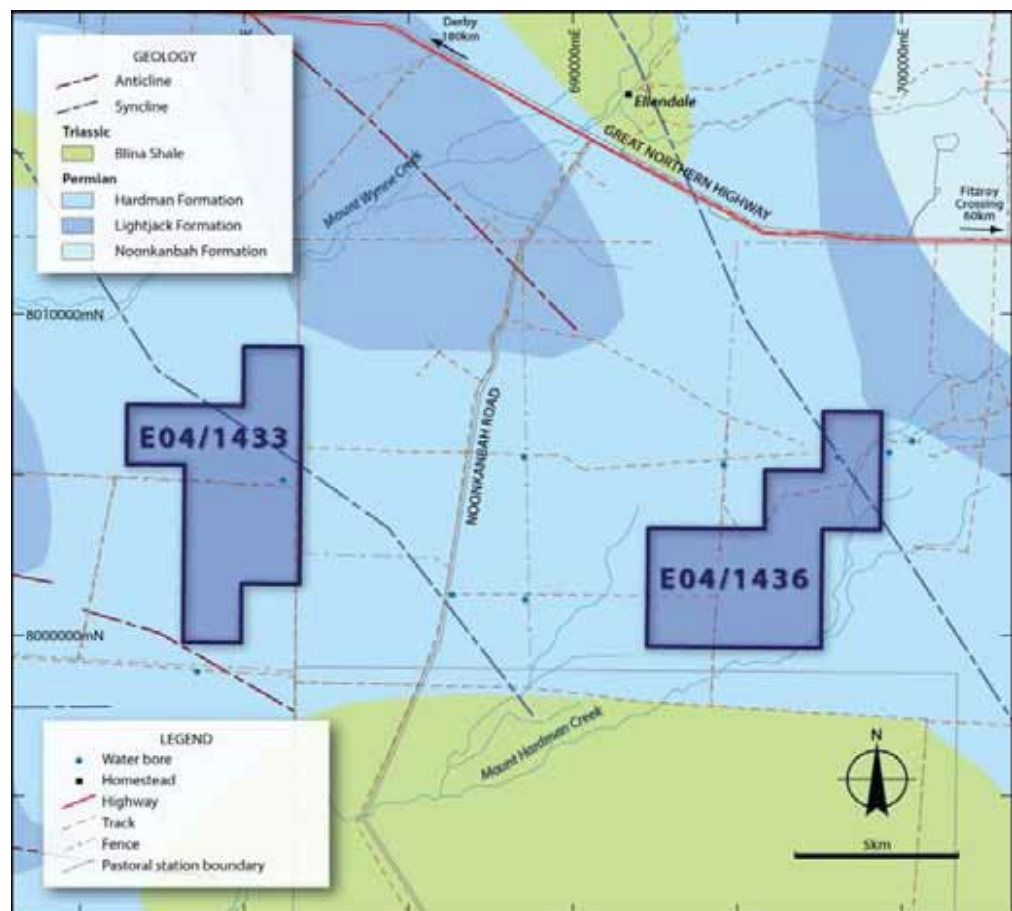 GEOLOGY
Anticline
Syncline
Triassic
Blina Shale
Permian
Hardman Formation
Lightjack Formation
Noonkanbah Formation
Derby
180km
690000mE
700000mE
Ellendale
GREAT NORTHERN HIGHWAY
Mount Wynne Creek
Fitzroy
Crossing
60km
8010000mN
E04/1433
NOONKANBAH ROAD
E04/1436
8000000mN
Mount Hardman Creek
LEGEND
Water bore
Homestead
Highway
Track
Fence
Pastoral station boundary
N
5km